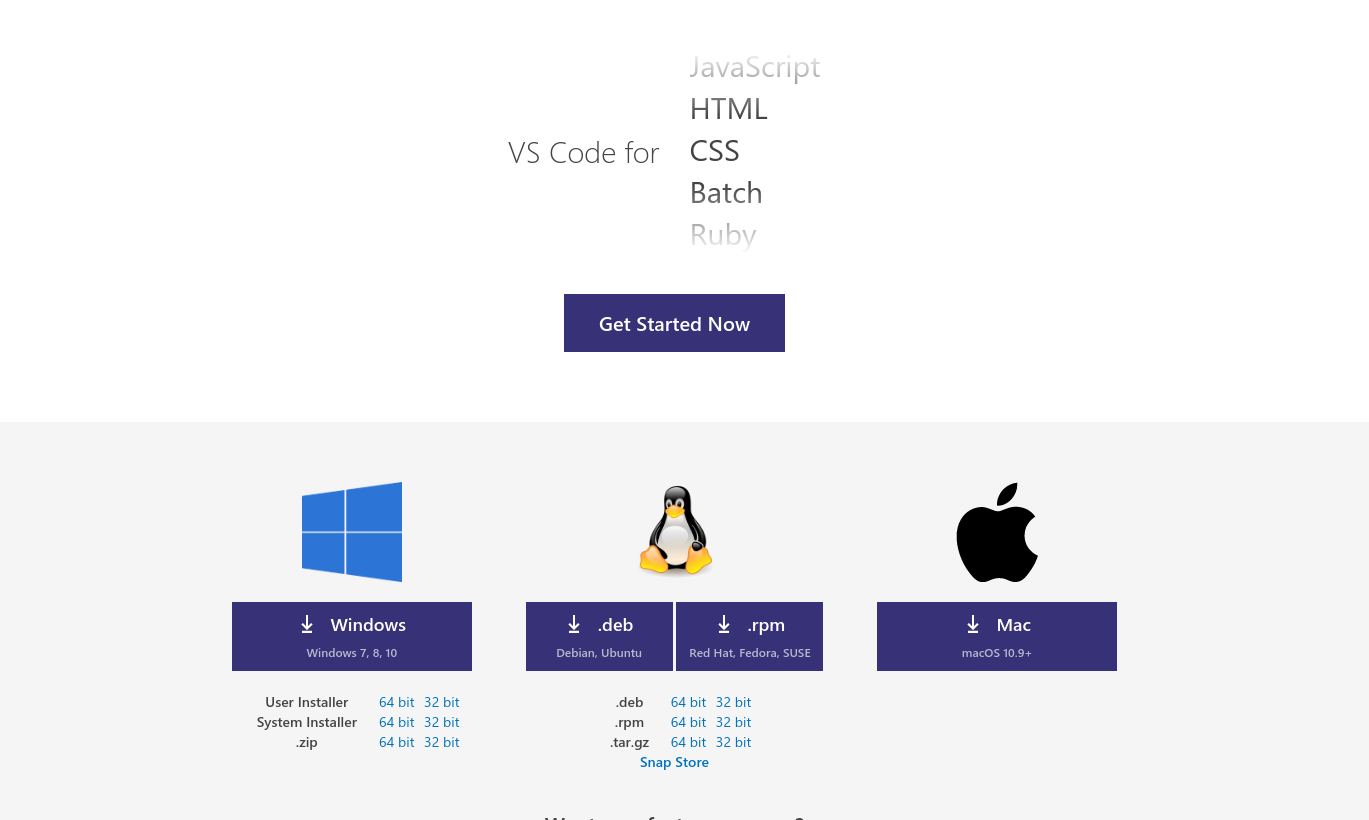 JavaScript
HTML
VS Code for
CSS
Batch
Ruby
Get Started Now
Windows
Windows 7, 8, 10
.deb
Debian, Ubuntu
.rpm
Red Hat, Fedora, SUSE
Mac
macOS 10.9+
User Installer 64 bit 32 bit
System Installer 64 bit 32 bit
.zip 64 bit 32 bit
.deb 64 bit 32 bit
.rpm 64 bit 32 bit
.tar.gz 64 bit 32 bit
Snap Store